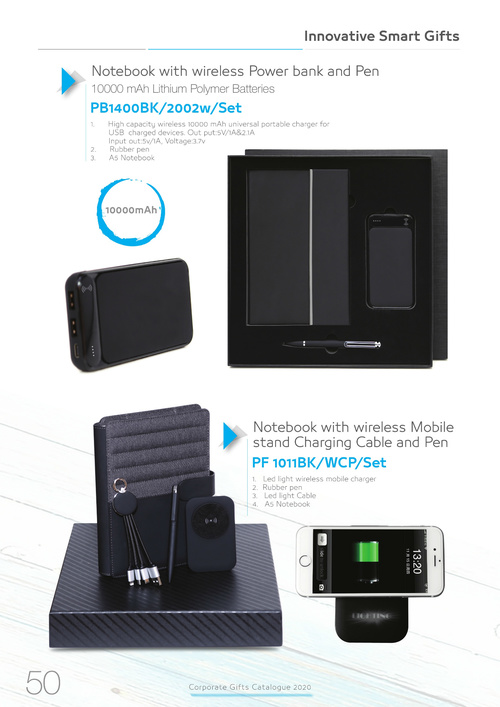 Innovative Smart Gifts
Notebook with wireless Power bank and Pen
10000 mAh Lithium Polymer Batteries
PB1400BK/2002w/Set
1. High capacity wireless 10000 mAh universal portable charger for
USB charged devices. Out put:5V/1A&2.1A
Input out:5v/1A, Voltage:3.7v
2. Rubber pen
3. A5 Notebook
10000mAh
Notebook with wireless Mobile
stand Charging Cable and Pen
PF 1011BK/WCP/Set
1. Led light wireless mobile charger
2. Rubber pen
3. Led light Cable
4. A5 Notebook
13:20
50
Corporate Gifts Catalogue 2020